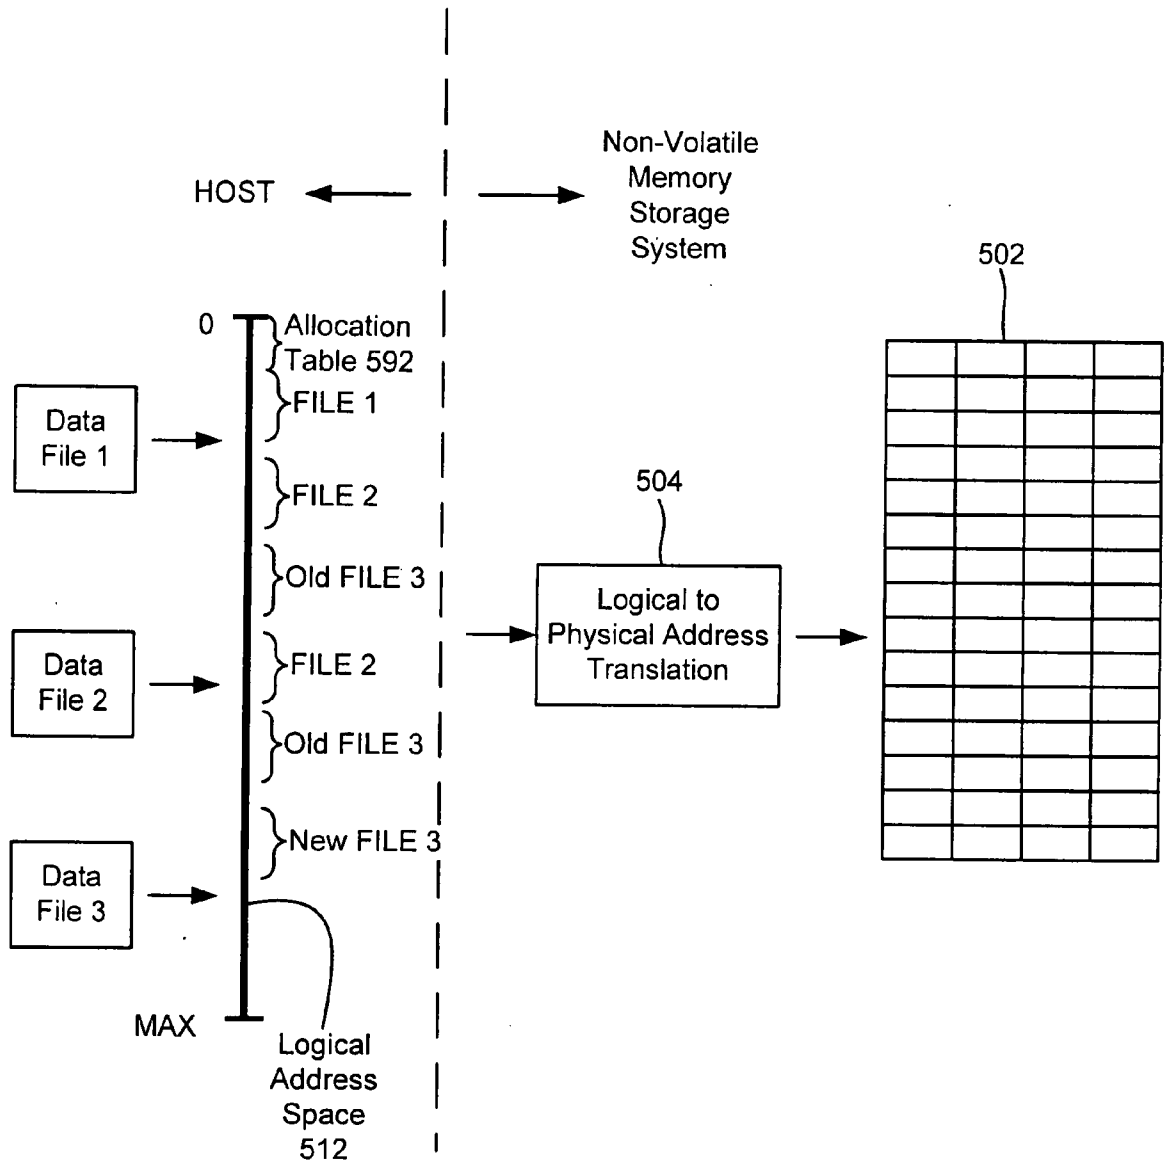 HOST
Non-Volatile
Memory
Storage
System
502
0
Allocation
Table 592
FILE 1
Data
File 1
FILE 2
504
Old FILE 3
Logical to
Physical Address
Translation
FILE 2
Data
File 2
Old FILE 3
New FILE 3
Data
File 3
MAX
Logical
Address
Space
512